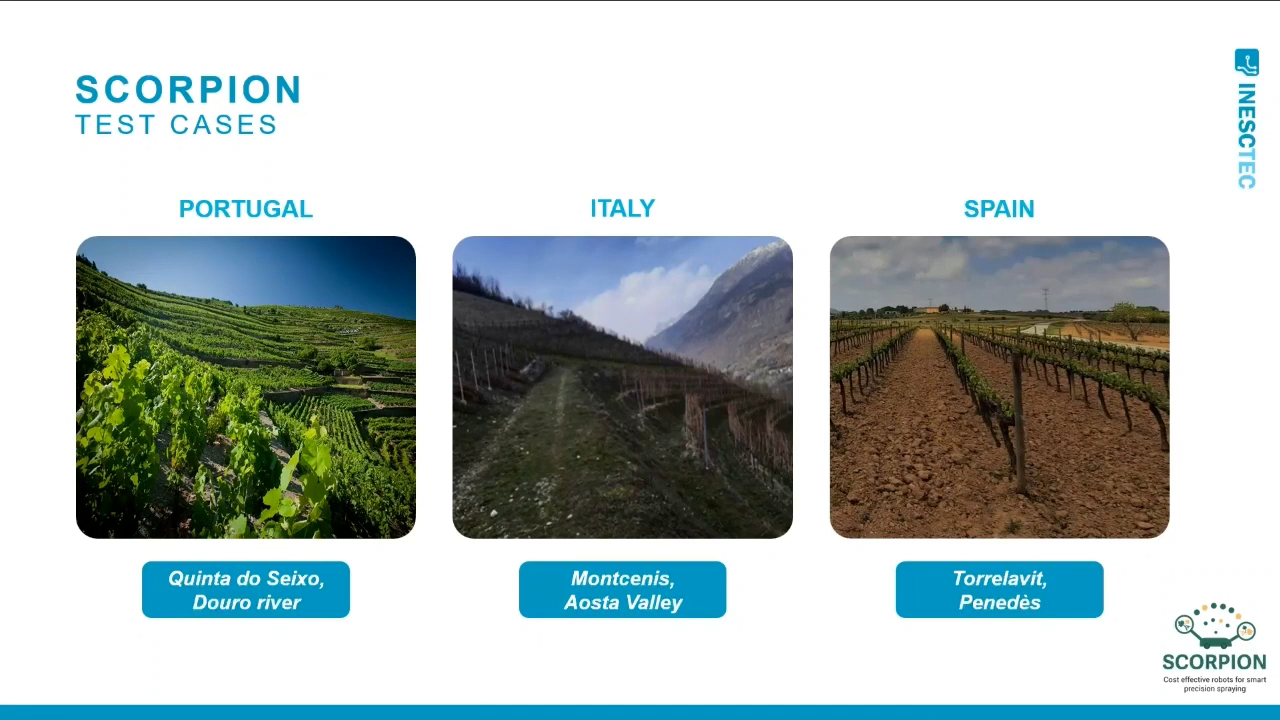 SCORPION
TEST CASES
INESCTEC
PORTUGAL
ITALY
SPAIN
Quinta do Seixo,
Douro river
Montcenis,
Aosta Valley
Torrelavit,
Penedès
SCORPION
Cost effective robots for smart
precision spraying